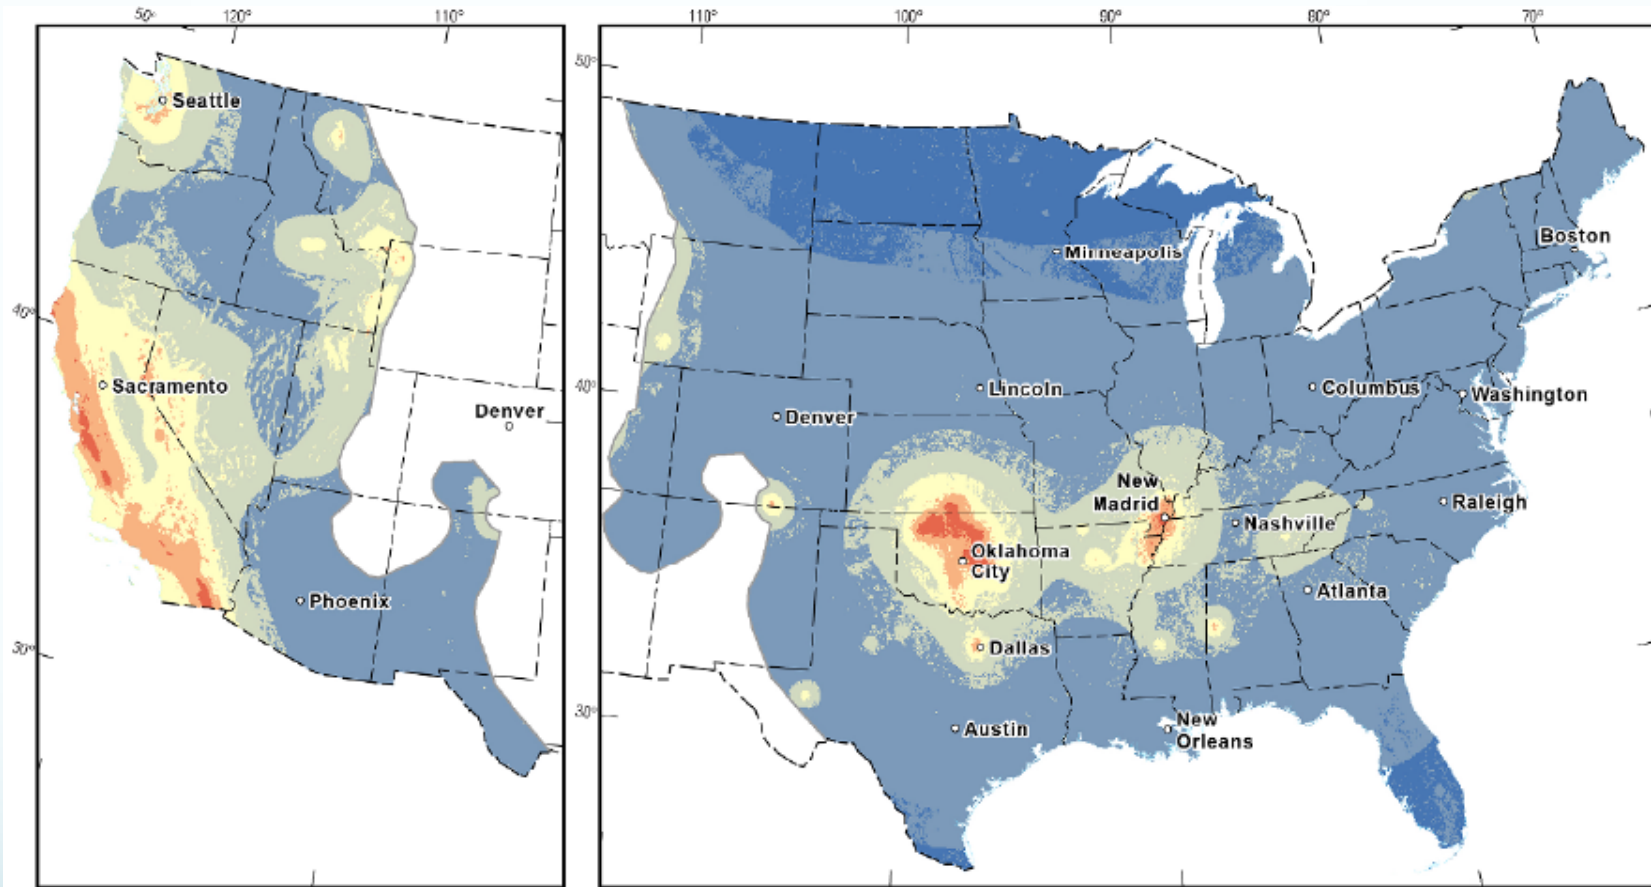 50° 120° 110°
110° 100° 90° 80° 70°
50°
Seattle
40°
Sacramento
Denver
Phoenix
30°
Minneapolis
Boston
40°
Lincoln
Columbus
Washington
Denver
New
Madrid
Raleigh
Nashville
Oklahoma
City
Atlanta
Dallas
30°
Austin
New
Orleans